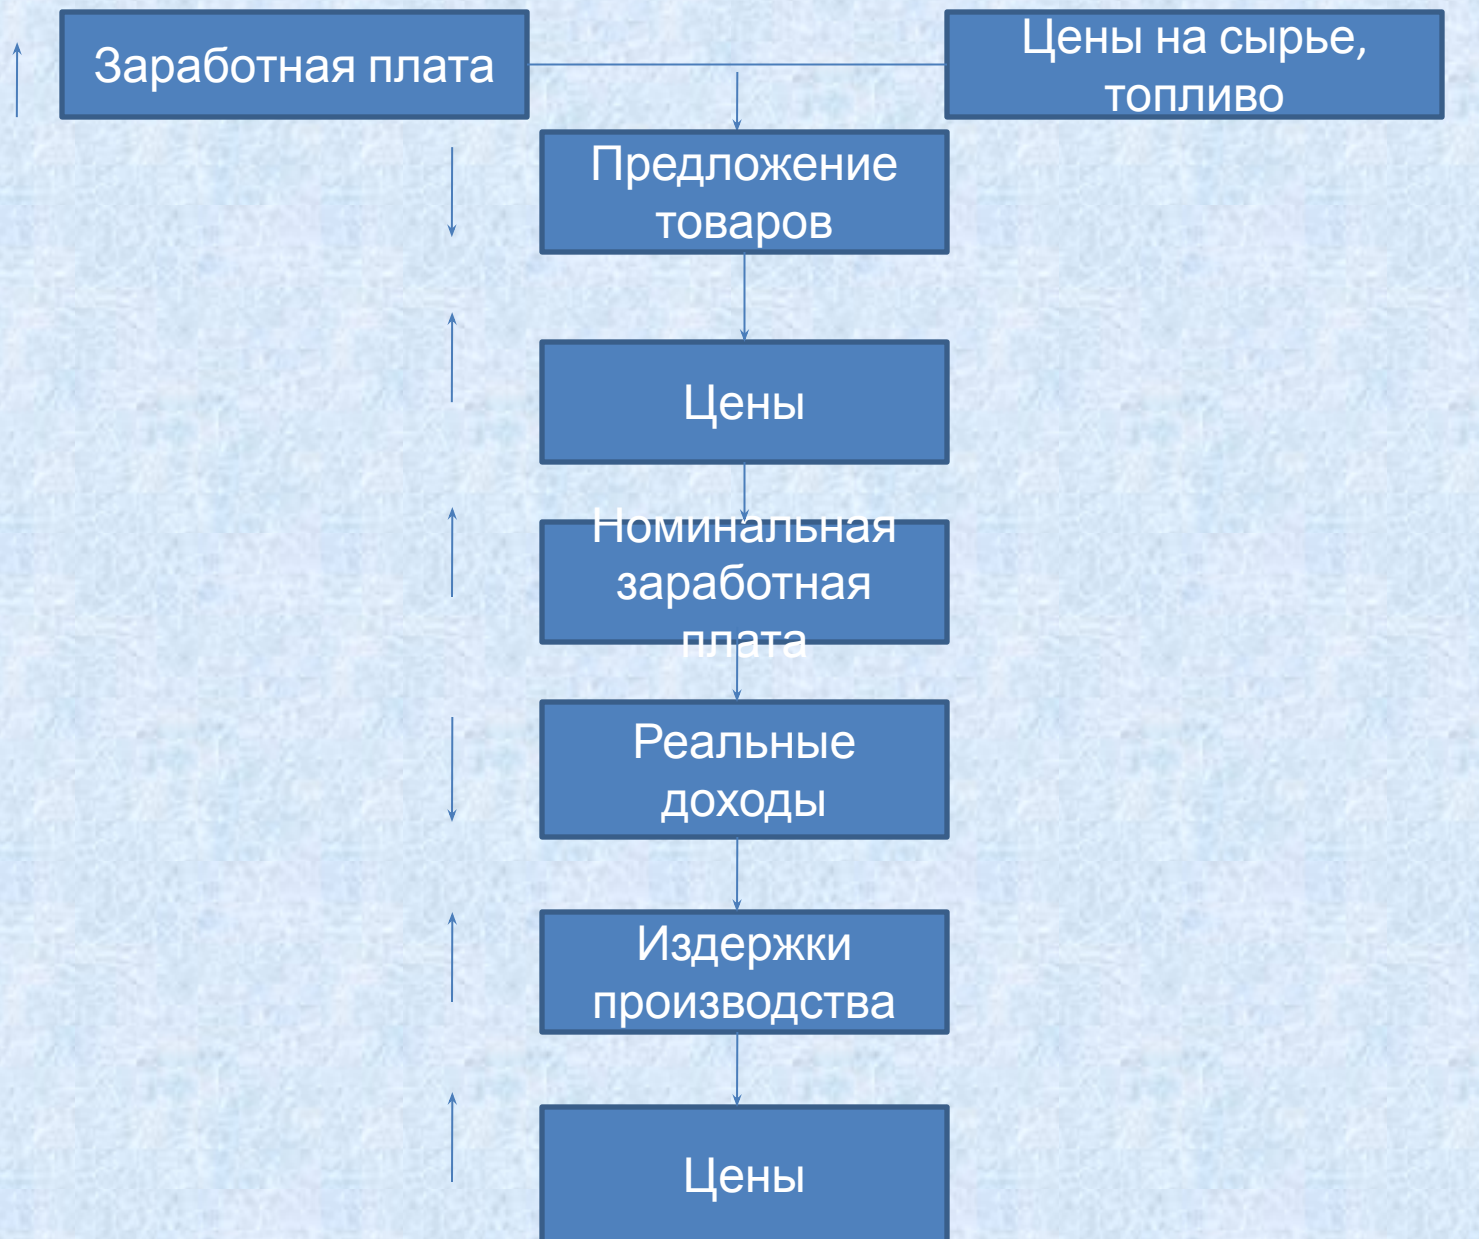 Заработная плата
Цены на сырье,
топливо
Предложение
товаров
Цены
Номинальная
заработная
плата
Реальные
доходы
Издержки
производства
Цены